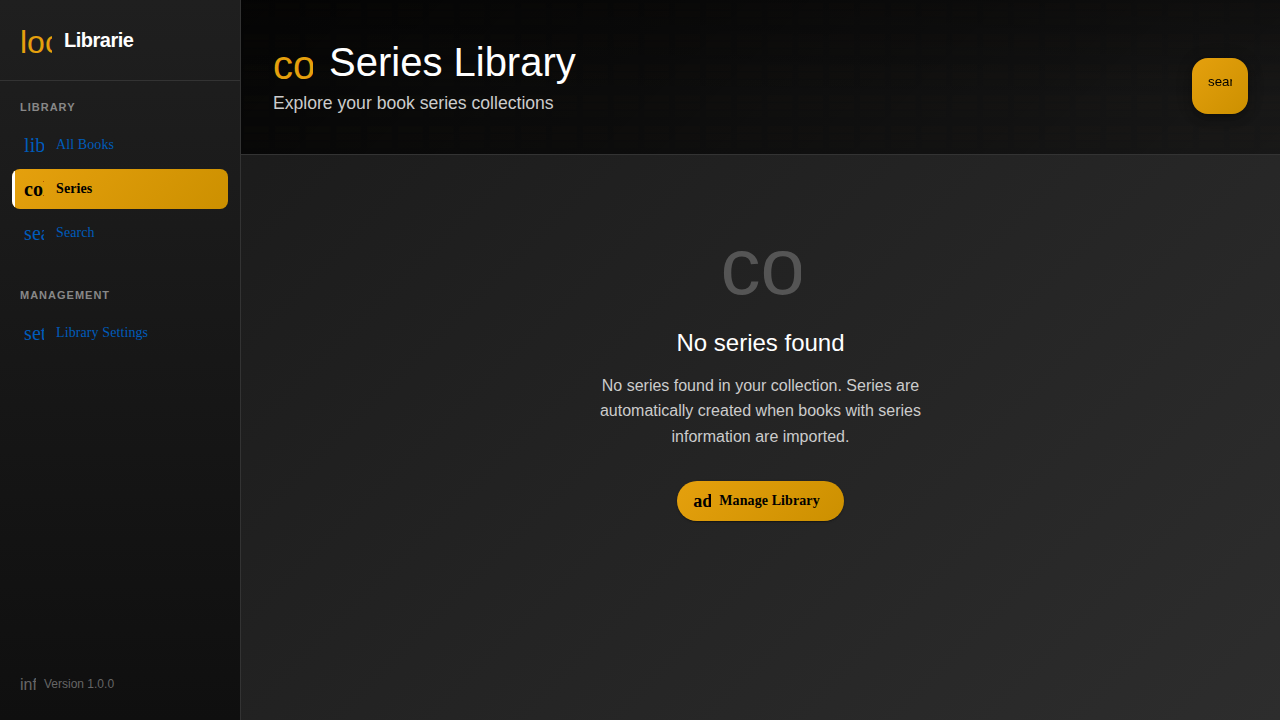 loc Librarie
LIBRARY
lib All Books
co Series
sea Search
MANAGEMENT
set Library Settings
inf Version 1.0.0
co Series Library
Explore your book series collections
sear
co
No series found
No series found in your collection. Series are
automatically created when books with series
information are imported.
ad Manage Library